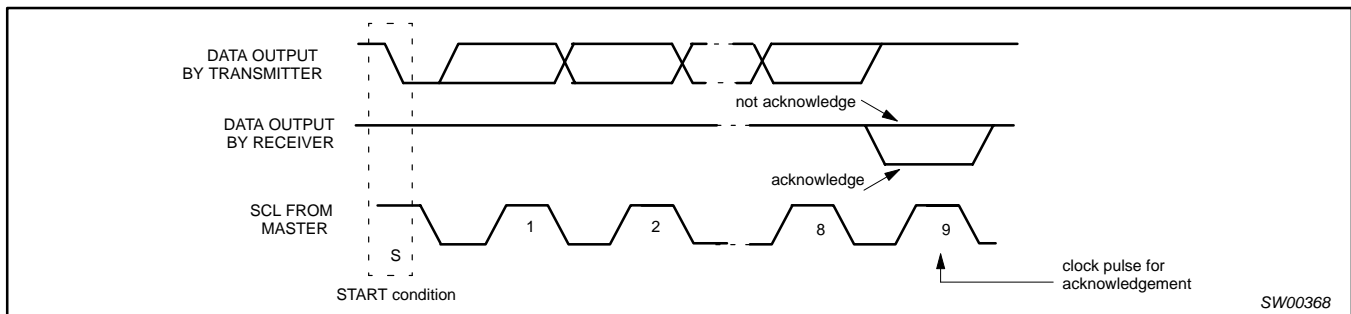 DATA OUTPUT
BY TRANSMITTER
not acknowledge
DATA OUTPUT
BY RECEIVER
acknowledge
SCL FROM
MASTER
1
2
8
9
S
START condition
clock pulse for
acknowledgement
SW00368